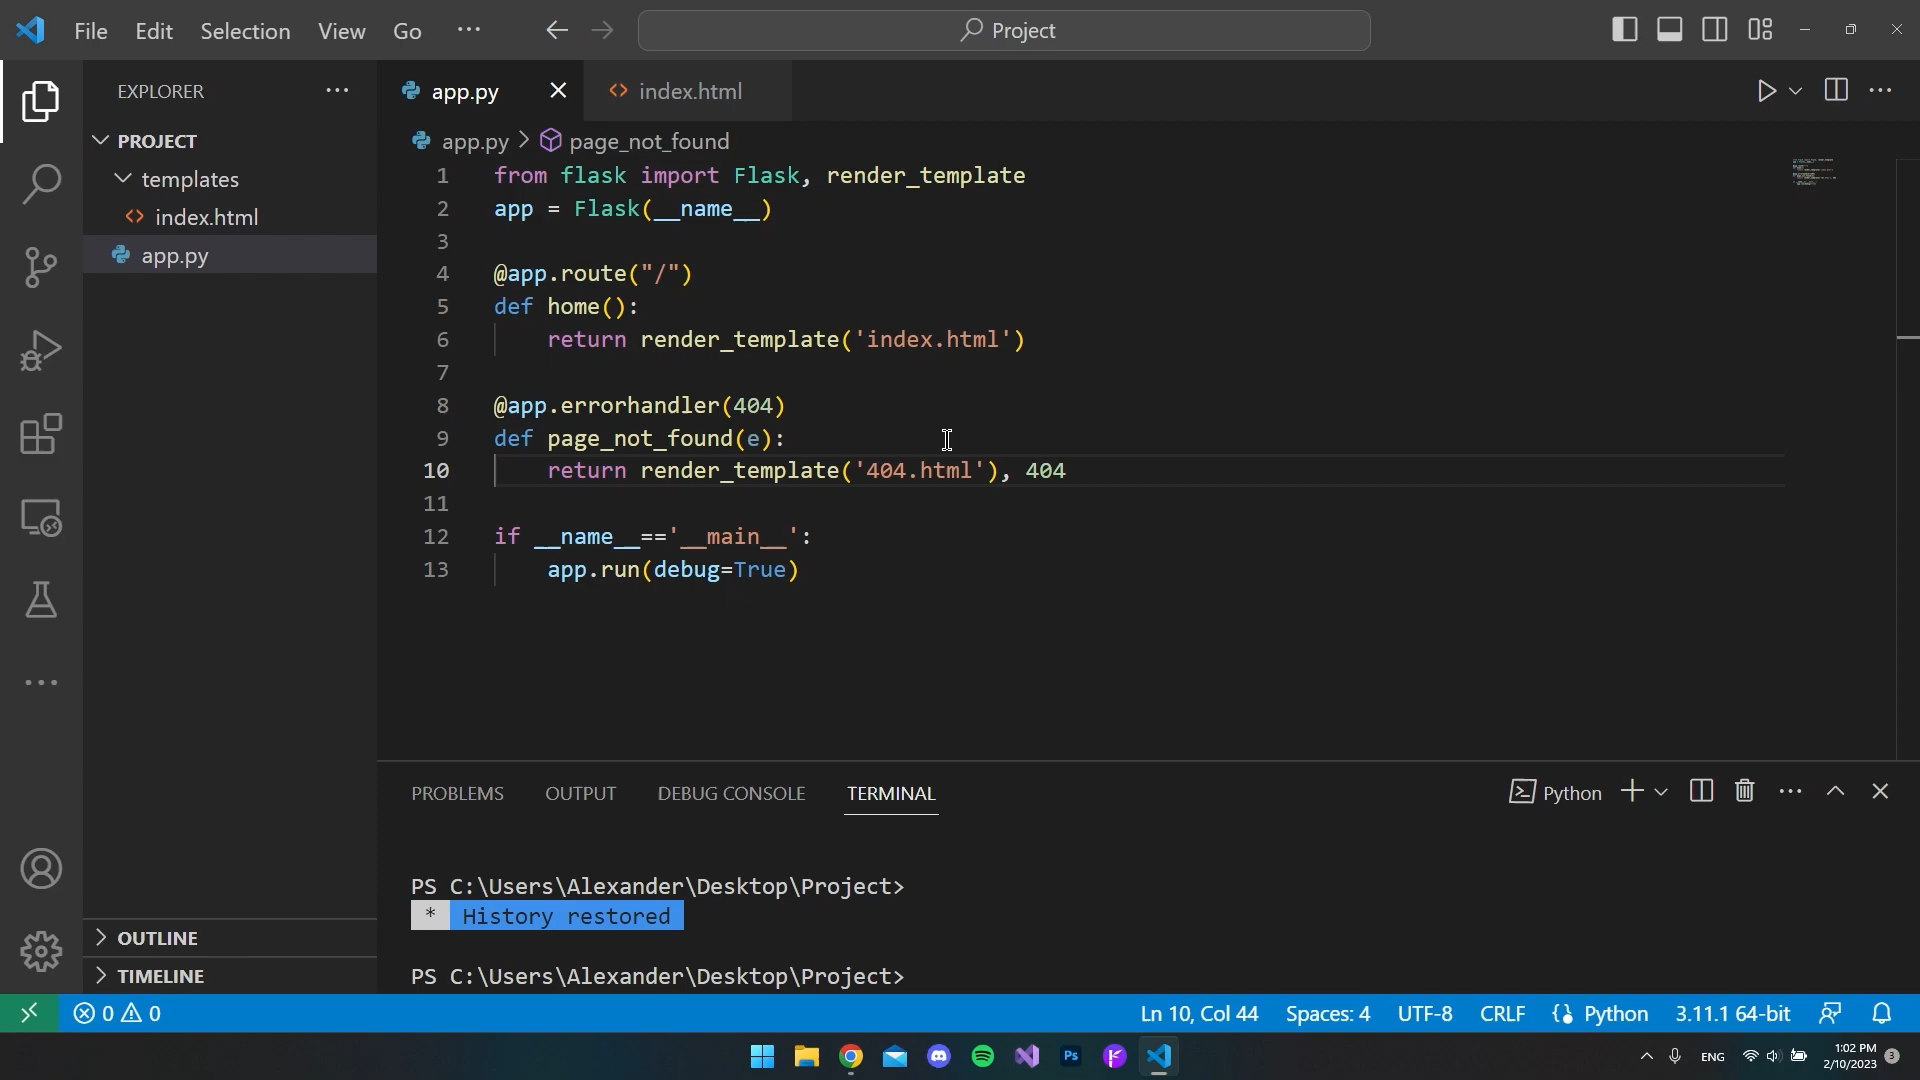 File Edit Selection View Go ···
Project
EXPLORER
PROJECT
templates
index.html
app.py
OUTLINE
TIMELINE
app.py
index.html
app.py > page_not_found
1 from flask import Flask, render_template
2 app = Flask(__name__)
3
4 @app.route("/")
5 def home():
6 return render_template('index.html')
7
8 @app.errorhandler(404)
9 def page_not_found(e):
10 return render_template('404.html'), 404
11
12 if __name__=='__main__':
13 app.run(debug=True)
PROBLEMS OUTPUT DEBUG CONSOLE TERMINAL
Python
PS C:\Users\Alexander\Desktop\Project>
* History restored
PS C:\Users\Alexander\Desktop\Project>
0 0
Ln 10, Col 44 Spaces: 4 UTF-8 CRLF Python 3.11.1 64-bit
Ps
ENG
1:02 PM
2/10/2023
3